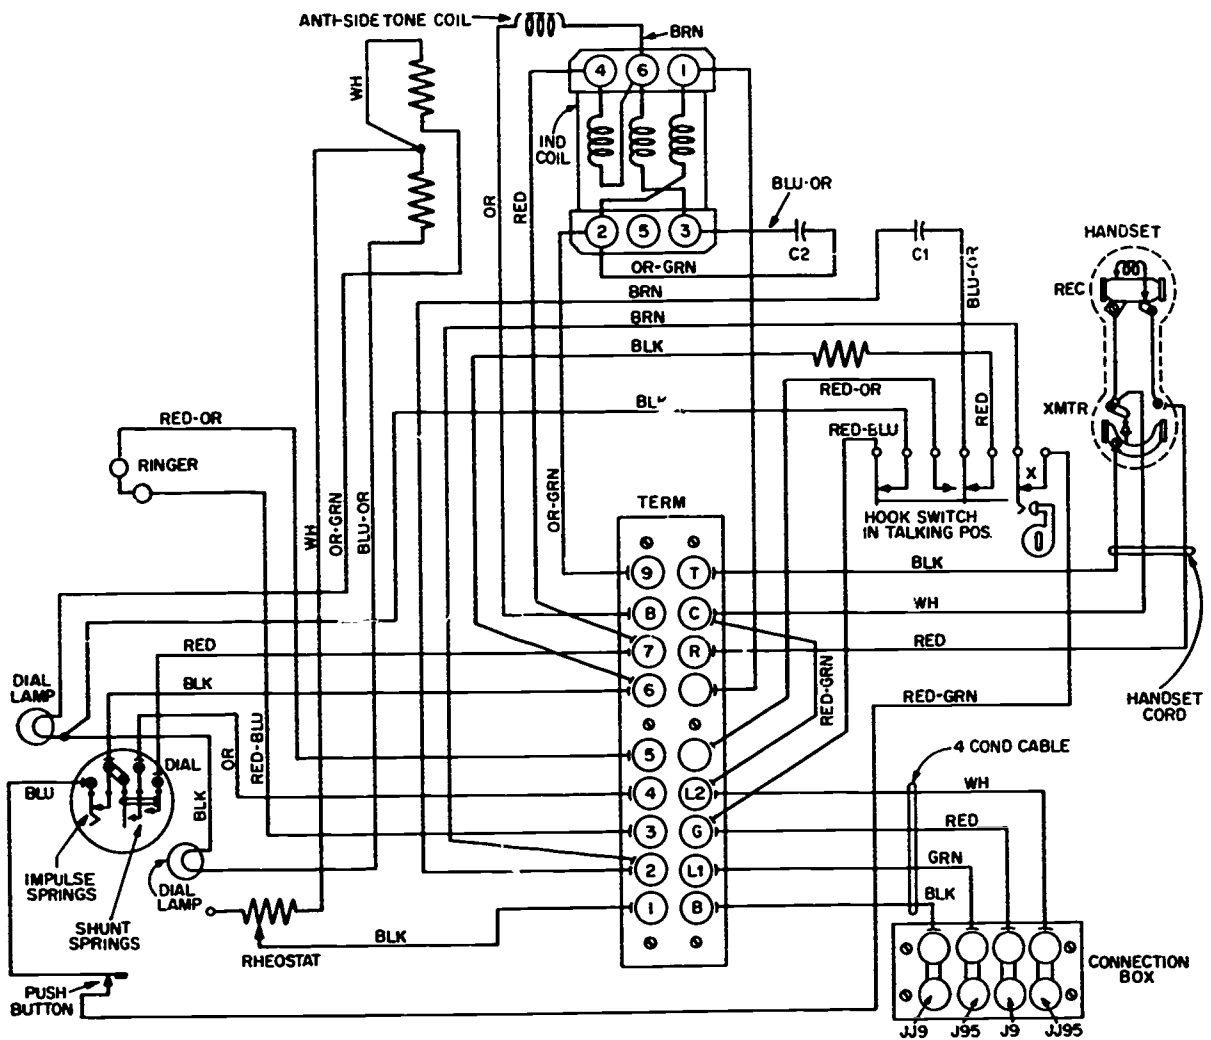 ANTI-SIDE TONE COIL
BRN
4 6 1
WH
IND
COIL
OR
RED
BLU-OR
2 5 3
C2
C1
OR-GRN
BLU-OR
HANDSET
REC
BRN
BRN
BLK
RED-OR
RED
XMTR
RED-OR
RED-BLU
RINGER
X
OR-GRN
TERM
HOOK SWITCH
IN TALKING POS.
WH
OR-GRN
BLU-OR
9 T
BLK
8 C
WH
RED
7 R
RED
BLK
6
RED-GRN
RED-GRN
HANDSET
CORD
DIAL
LAMP
OR
RED-BLU
5
4 COND CABLE
DIAL
BLU
BLK
4 L2
WH
3 G
RED
IMPULSE
SPRINGS
2 L1
GRN
DIAL
LAMP
BLK
1 B
SHUNT
SPRINGS
BLK
RHEOSTAT
CONNECTION
BOX
PUSH
BUTTON
JJ9 J95 J9 JJ95